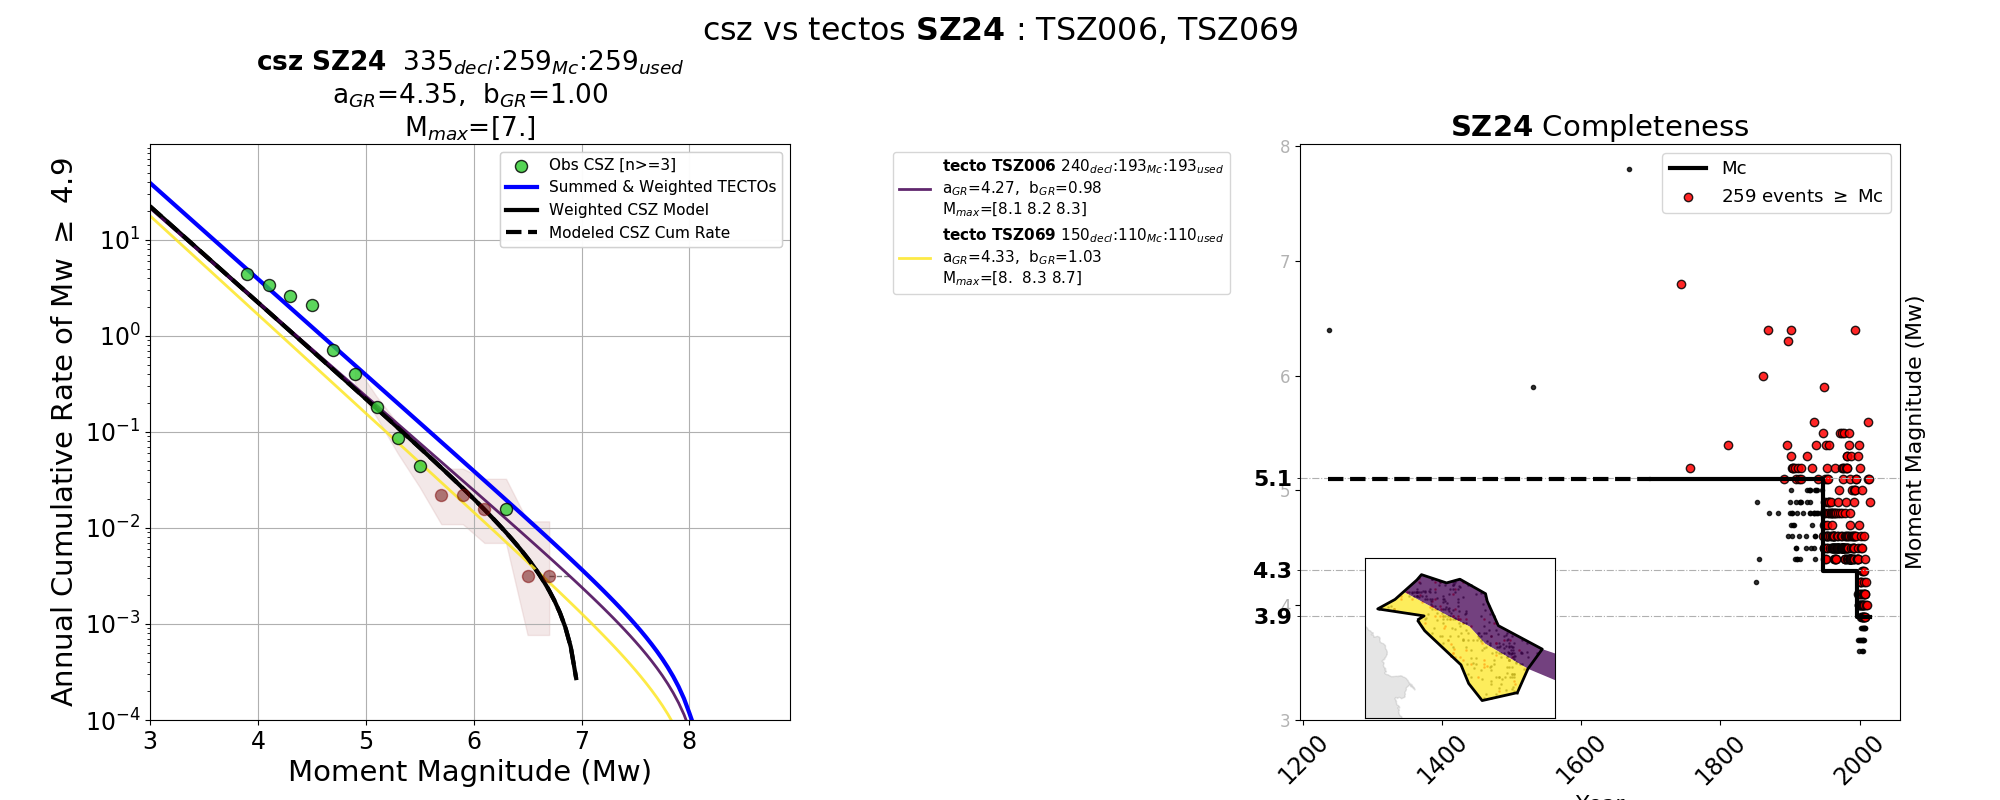 csz vs tectos SZ24 : TSZ006, TSZ069
csz SZ24 335decl:259Mc:259used
aGR=4.35, bGR=1.00
Mmax=[7.]
Annual Cumulative Rate of Mw ≥ 4.9
10^1
10^0
10^−1
10^−2
10^−3
10^−4
3 4 5 6 7 8
Moment Magnitude (Mw)
Obs CSZ [n>=3]
Summed & Weighted TECTOs
Weighted CSZ Model
Modeled CSZ Cum Rate
tecto TSZ006 240decl:193Mc:193used
aGR=4.27, bGR=0.98
Mmax=[8.1 8.2 8.3]
tecto TSZ069 150decl:110Mc:110used
aGR=4.33, bGR=1.03
Mmax=[8. 8.3 8.7]
SZ24 Completeness
Mc
259 events ≥ Mc
8
7
6
5.1
5
4.3
4
3.9
3
1200 1400 1600 1800 2000
Moment Magnitude (Mw)
Year